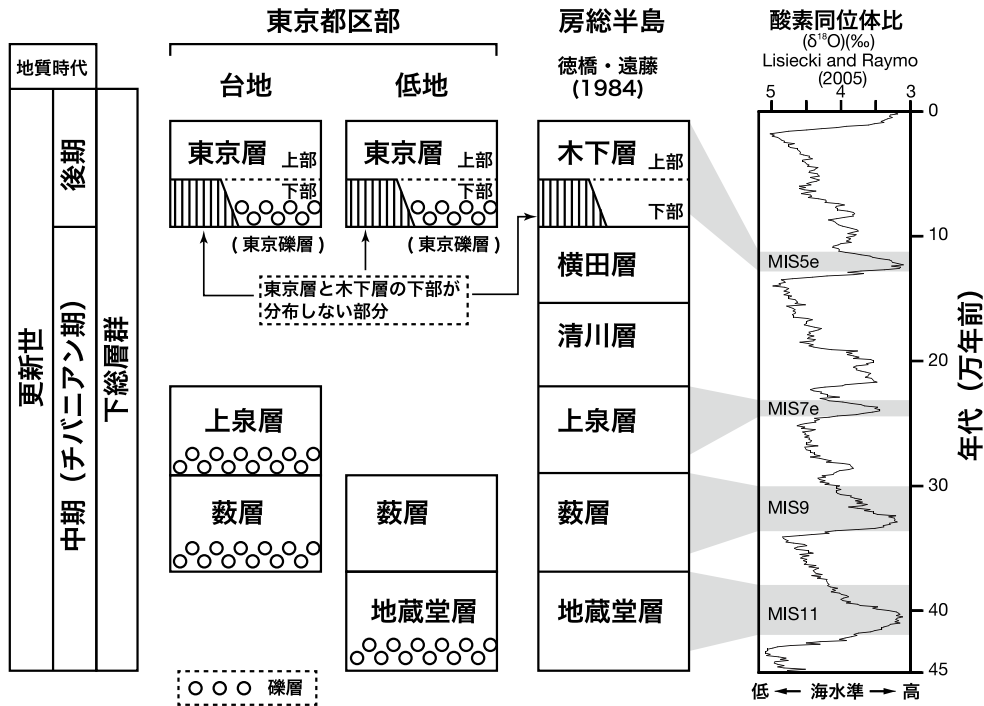 東京都区部
房総半島
酸素同位体比
(δ¹⁸O)(‰)
Lisiecki and Raymo
(2005)
地質時代
台地
低地
徳橋・遠藤
(1984)
5
4
3
更新世
後期
中期（チバニアン期）
下総層群
東京層
上部
下部
(東京礫層)
東京層
上部
下部
(東京礫層)
木下層
上部
下部
東京層と木下層の下部が
分布しない部分
横田層
清川層
上泉層
上泉層
藪層
藪層
藪層
地蔵堂層
地蔵堂層
MIS5e
MIS7e
MIS9
MIS11
0
10
20
30
40
45
年代（万年前）
低
海水準
高
礫層